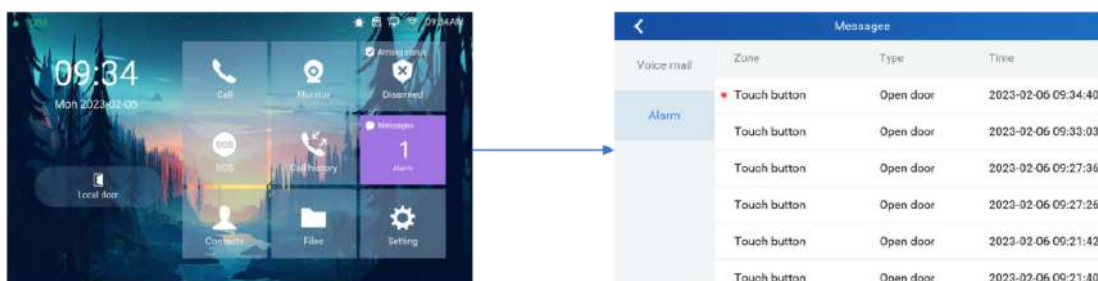 09:34AM
09:34
Mon 2023-02-06
Local door
Call
Monitor
Arming status
Disarmed
SOS
SOS
Call history
Messages
1
Alarm
Contacts
Files
Setting
Messages
Voice mail
Alarm
Zone Type Time
Touch button Open door 2023-02-06 09:34:40
Touch button Open door 2023-02-06 09:33:03
Touch button Open door 2023-02-06 09:27:36
Touch button Open door 2023-02-06 09:27:26
Touch button Open door 2023-02-06 09:21:42
Touch button Open door 2023-02-06 09:21:40